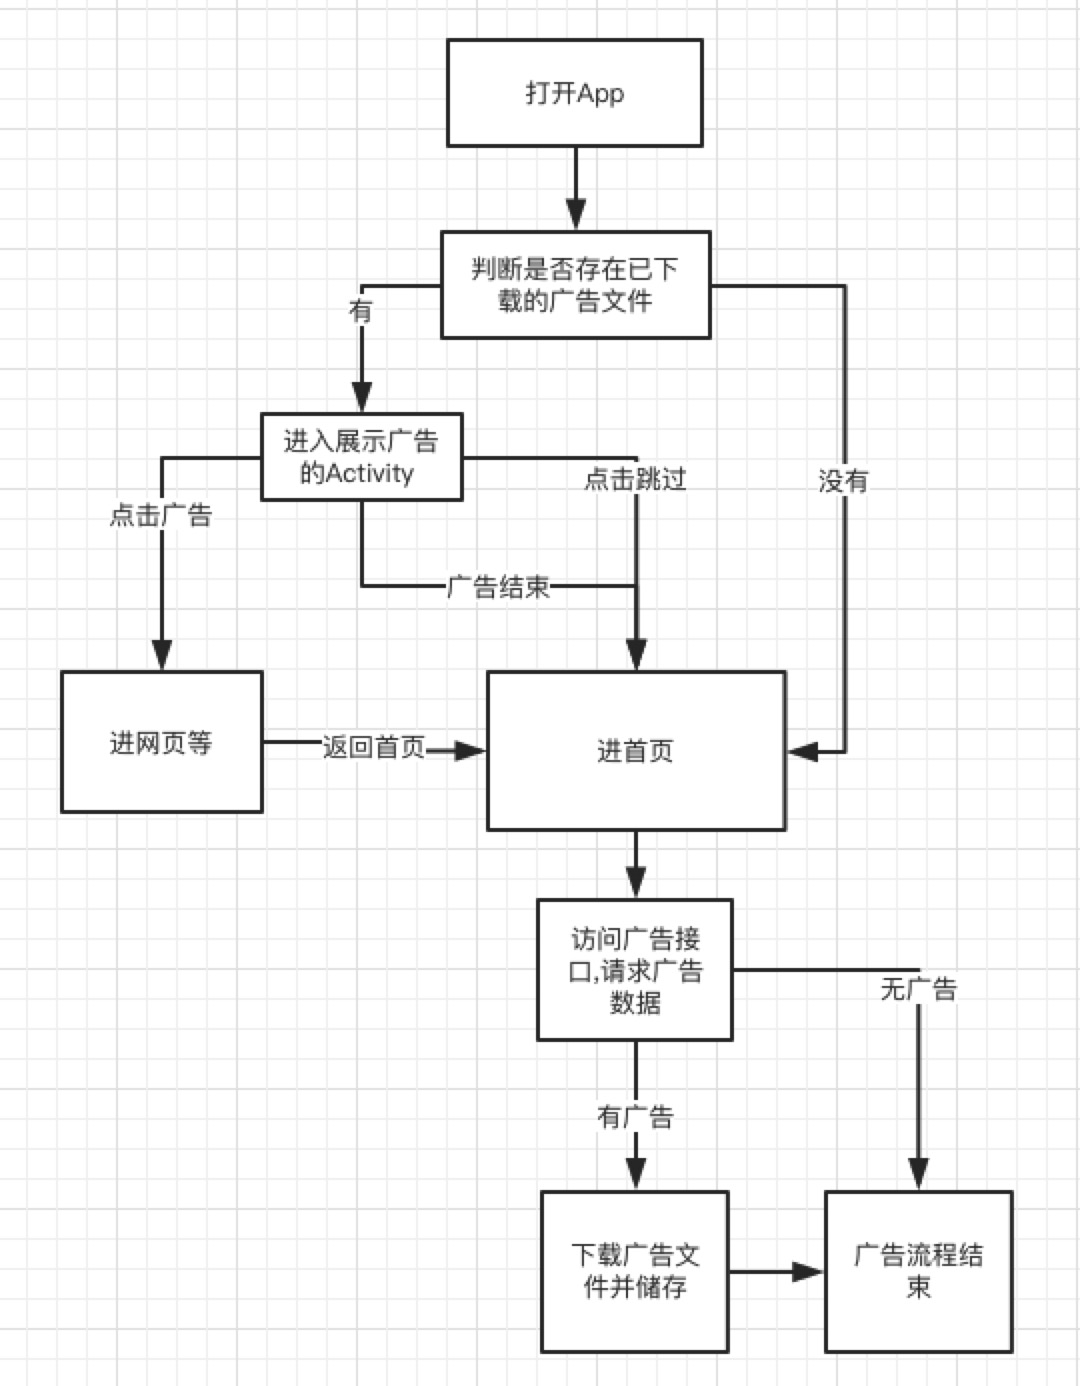 打开App
判断是否存在已下
载的广告文件
有
进入展示广告
的Activity
点击跳过
没有
点击广告
广告结束
进网页等
返回首页
进首页
访问广告接
口,请求广告
数据
无广告
有广告
下载广告文
件并储存
广告流程结
束